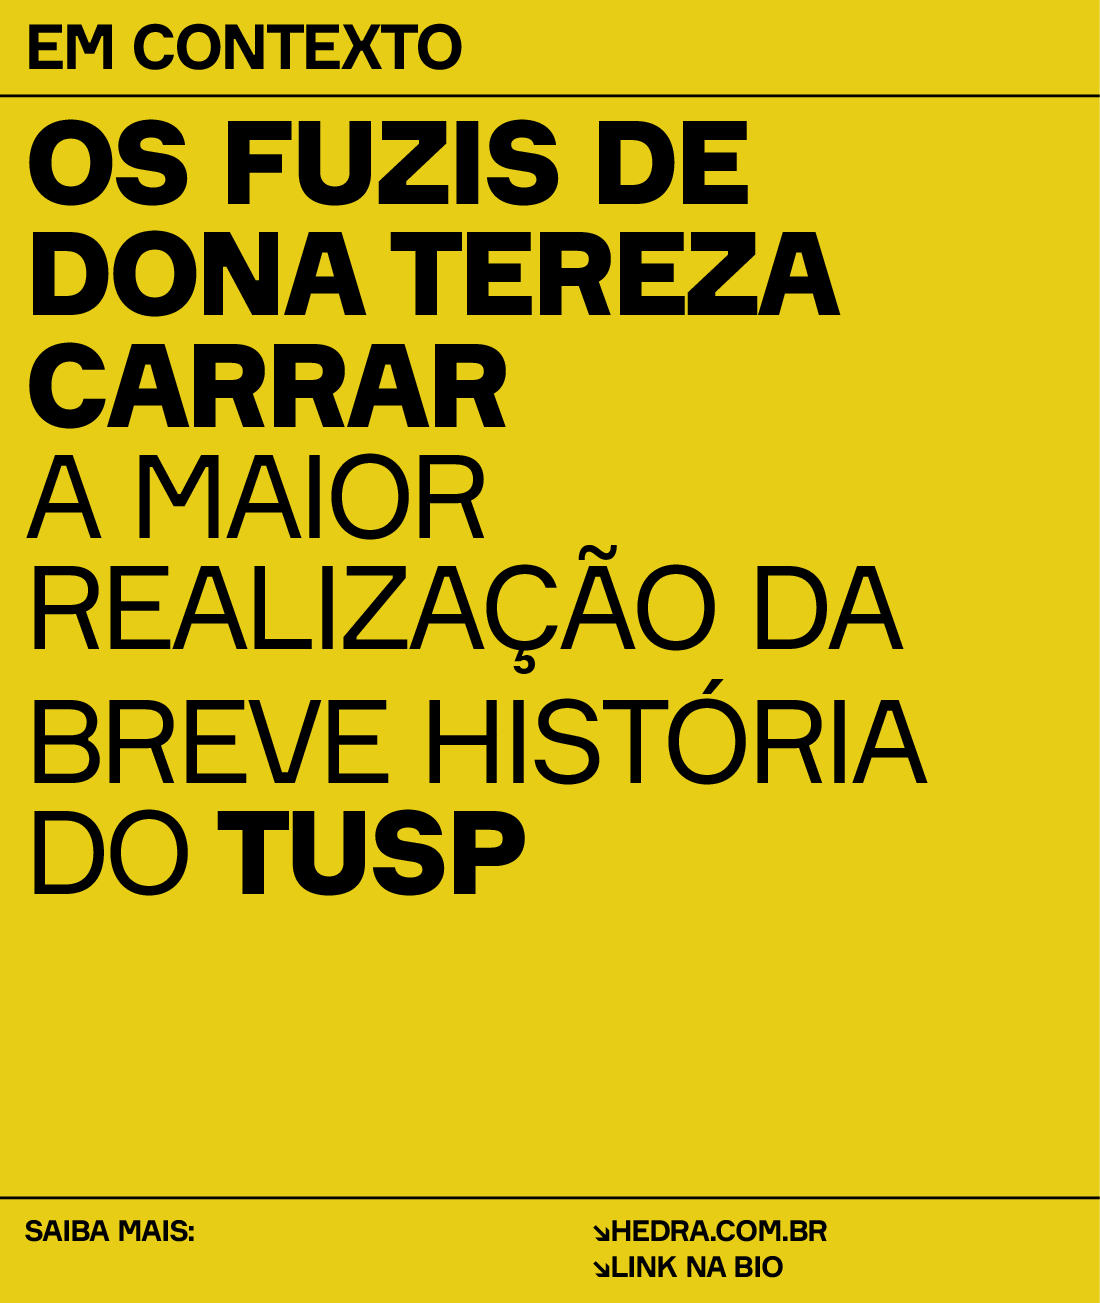 EM CONTEXTO
OS FUZIS DE
DONA TEREZA
CARRAR
A MAIOR
REALIZAÇÃO DA
BREVE HISTÓRIA
DO TUSP
SAIBA MAIS:
↘HEDRA.COM.BR
↘LINK NA BIO